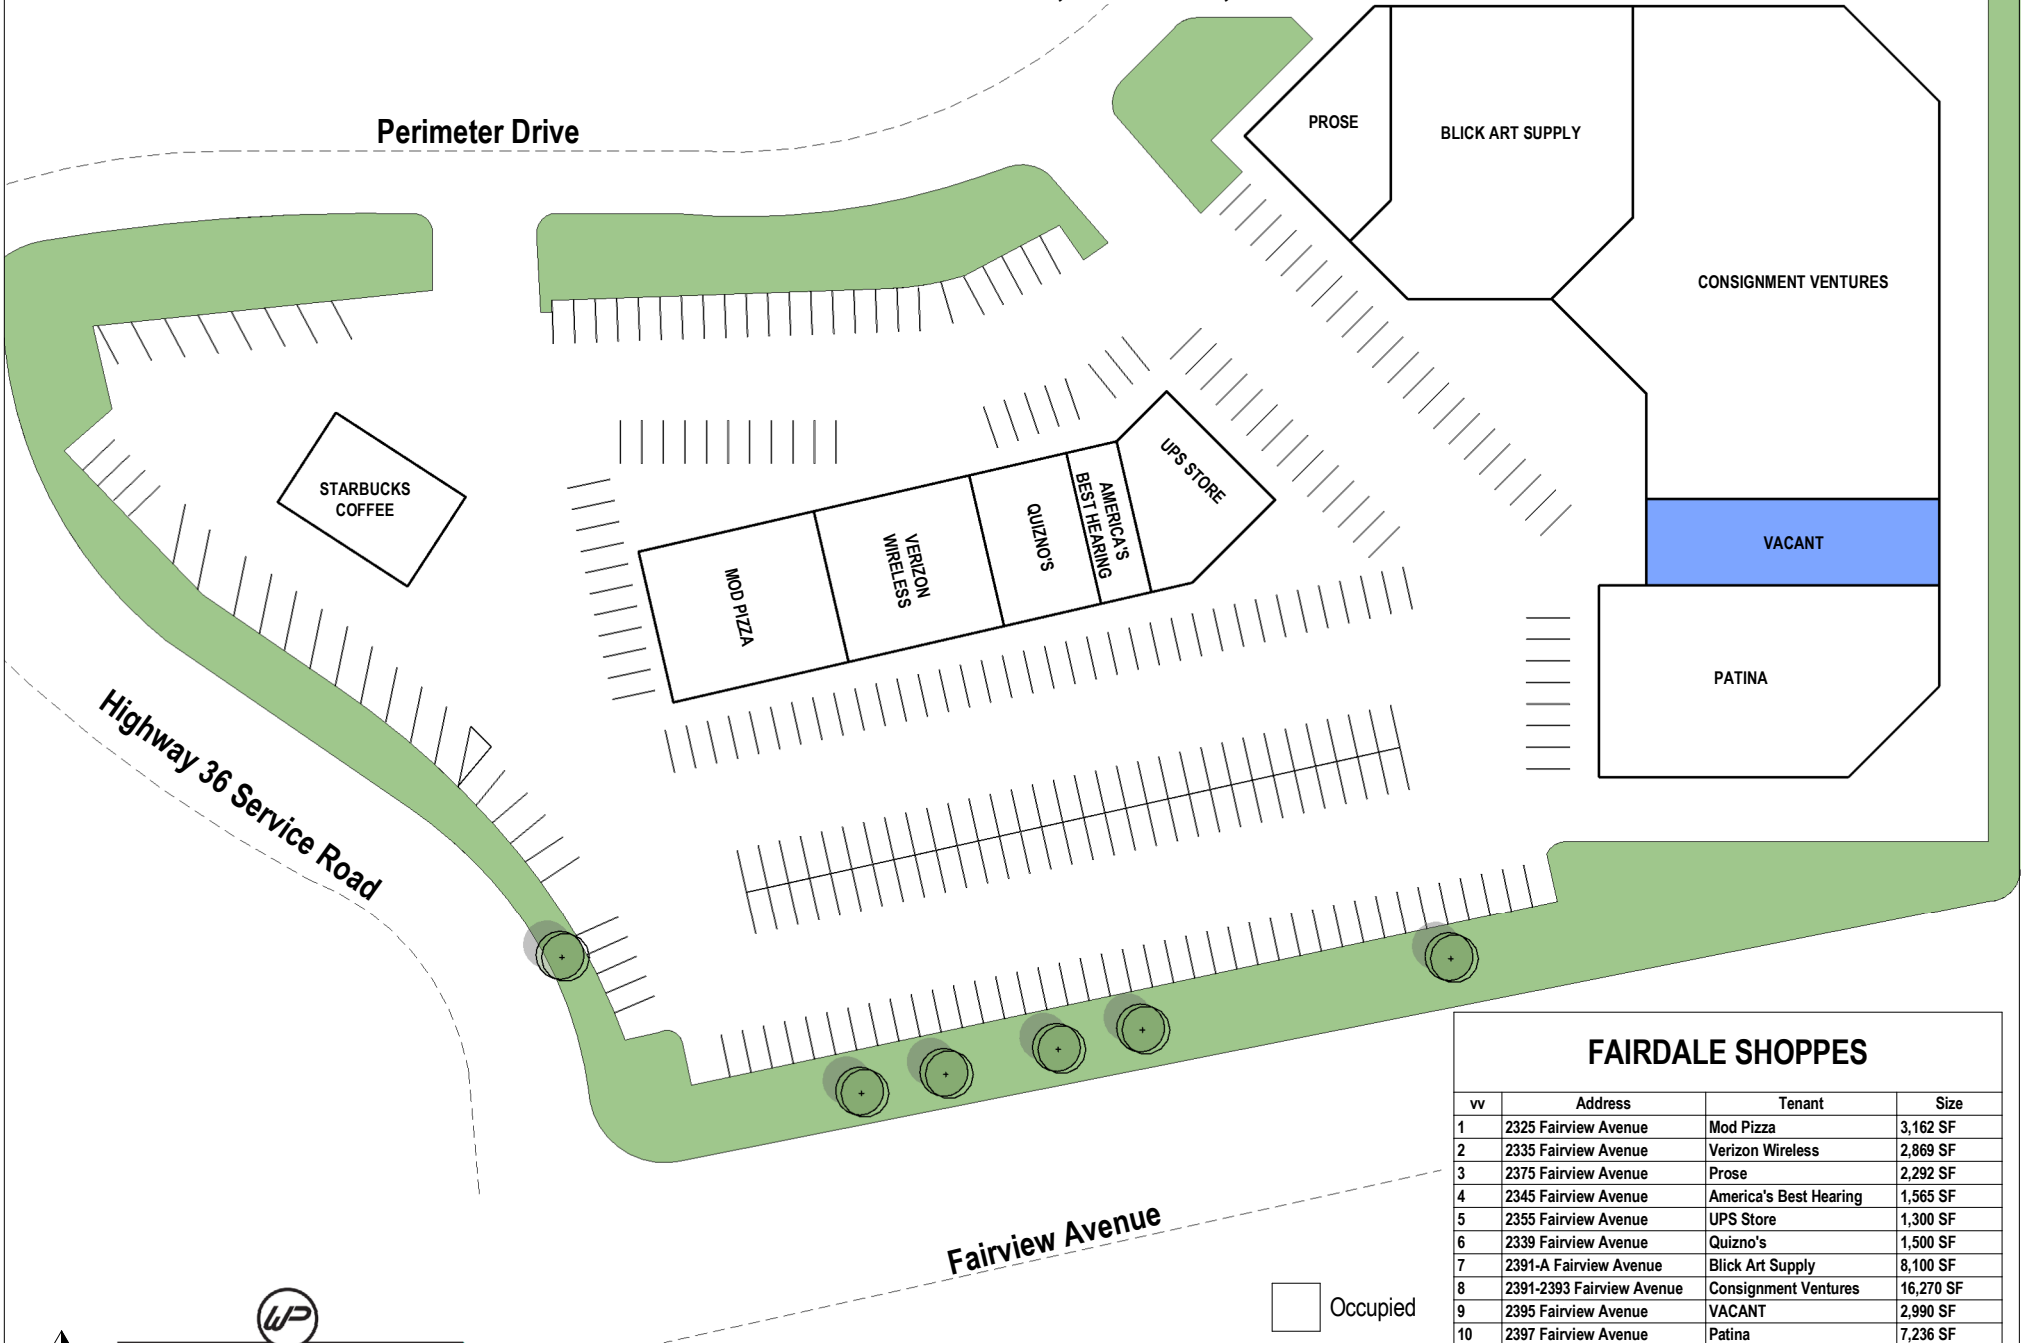 Perimeter Drive
PROSE
BLICK ART SUPPLY
CONSIGNMENT VENTURES
STARBUCKS
COFFEE
UPS STORE
AMERICA'S
BEST HEARING
QUIZNO'S
VERIZON
WIRELESS
MOD PIZZA
VACANT
PATINA
Highway 36 Service Road
Fairview Avenue
FAIRDALE SHOPPES
vv Address Tenant Size
1 2325 Fairview Avenue Mod Pizza 3,162 SF
2 2335 Fairview Avenue Verizon Wireless 2,869 SF
3 2375 Fairview Avenue Prose 2,292 SF
4 2345 Fairview Avenue America's Best Hearing 1,565 SF
5 2355 Fairview Avenue UPS Store 1,300 SF
6 2339 Fairview Avenue Quizno's 1,500 SF
7 2391-A Fairview Avenue Blick Art Supply 8,100 SF
8 2391-2393 Fairview Avenue Consignment Ventures 16,270 SF
9 2395 Fairview Avenue VACANT 2,990 SF
10 2397 Fairview Avenue Patina 7,236 SF
Occupied
WP